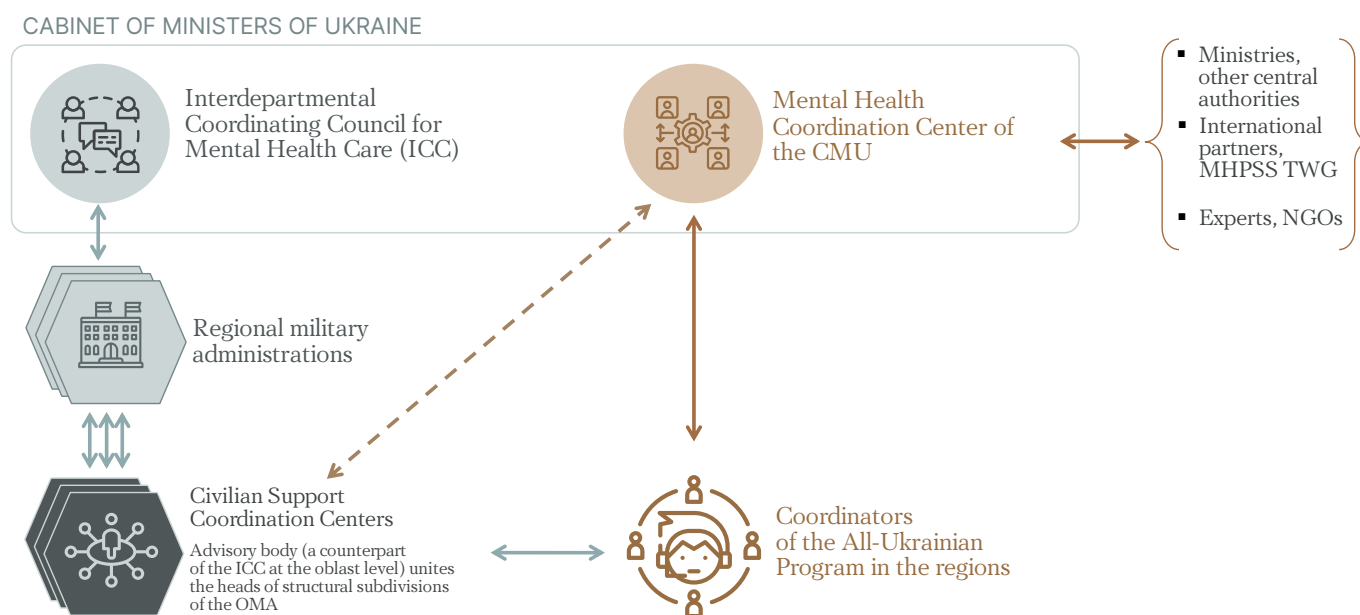 CABINET OF MINISTERS OF UKRAINE
Interdepartmental
Coordinating Council for
Mental Health Care (ICC)
Mental Health
Coordination Center of
the CMU
▪ Ministries,
other central
authorities
▪ International
partners,
MHPSS TWG
▪ Experts, NGOs
Regional military
administrations
Civilian Support
Coordination Centers
Advisory body (a counterpart
of the ICC at the oblast level) unites
the heads of structural subdivisions
of the OMA
Coordinators
of the All-Ukrainian
Program in the regions